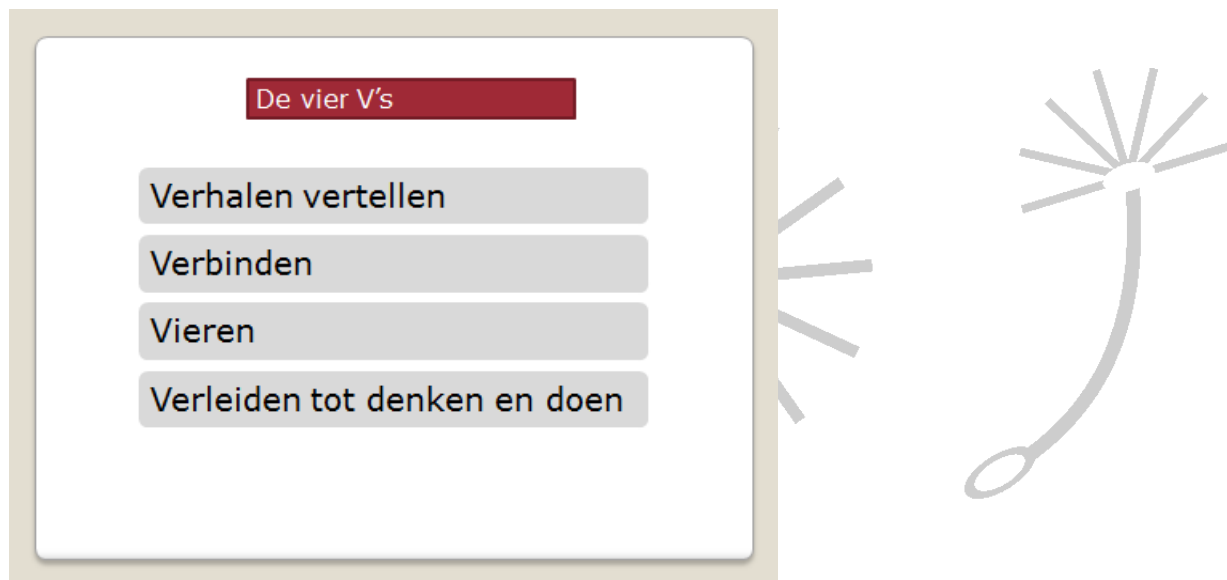 De vier V’s
Verhalen vertellen
Verbinden
Vieren
Verleiden tot denken en doen